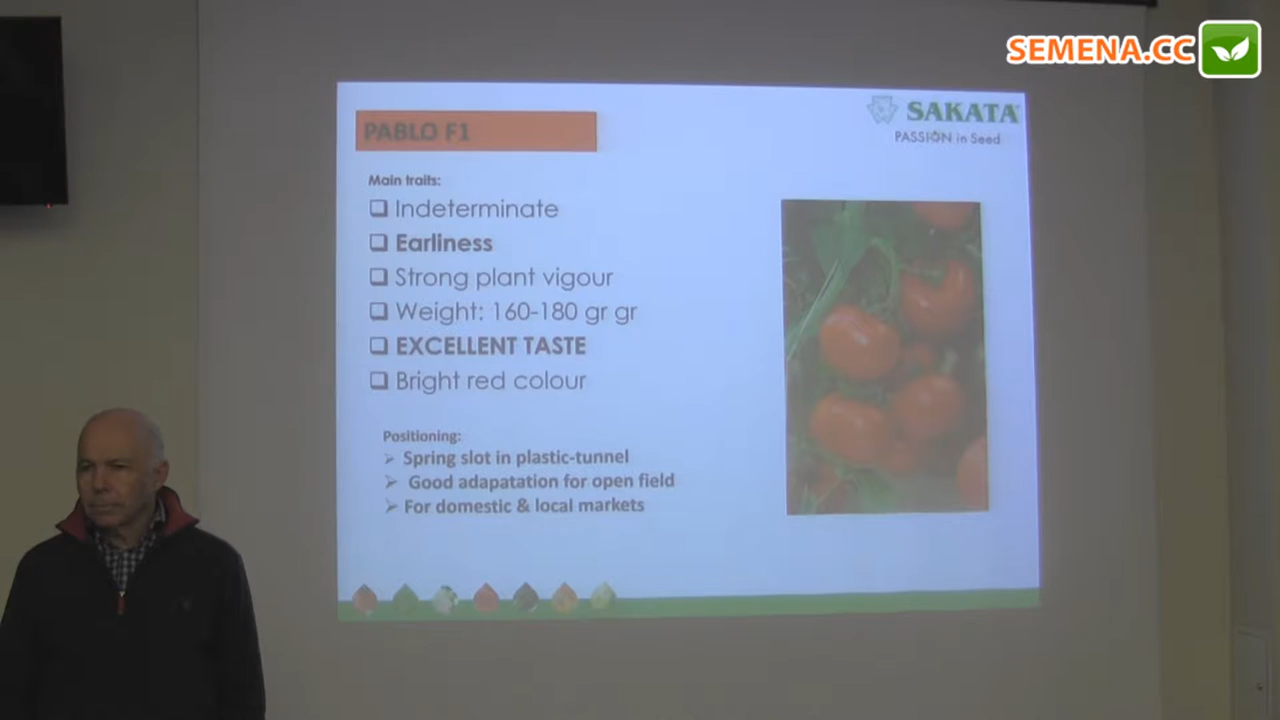 SEMENA.CC
SAKATA
PASSION in Seed
PABLO F1
Main traits:
Indeterminate
Earliness
Strong plant vigour
Weight: 160-180 gr gr
EXCELLENT TASTE
Bright red colour
Positioning:
Spring slot in plastic-tunnel
Good adapatation for open field
For domestic & local markets